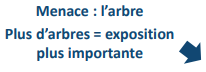 Menace : l'arbre
Plus d'arbres = exposition
plus importante